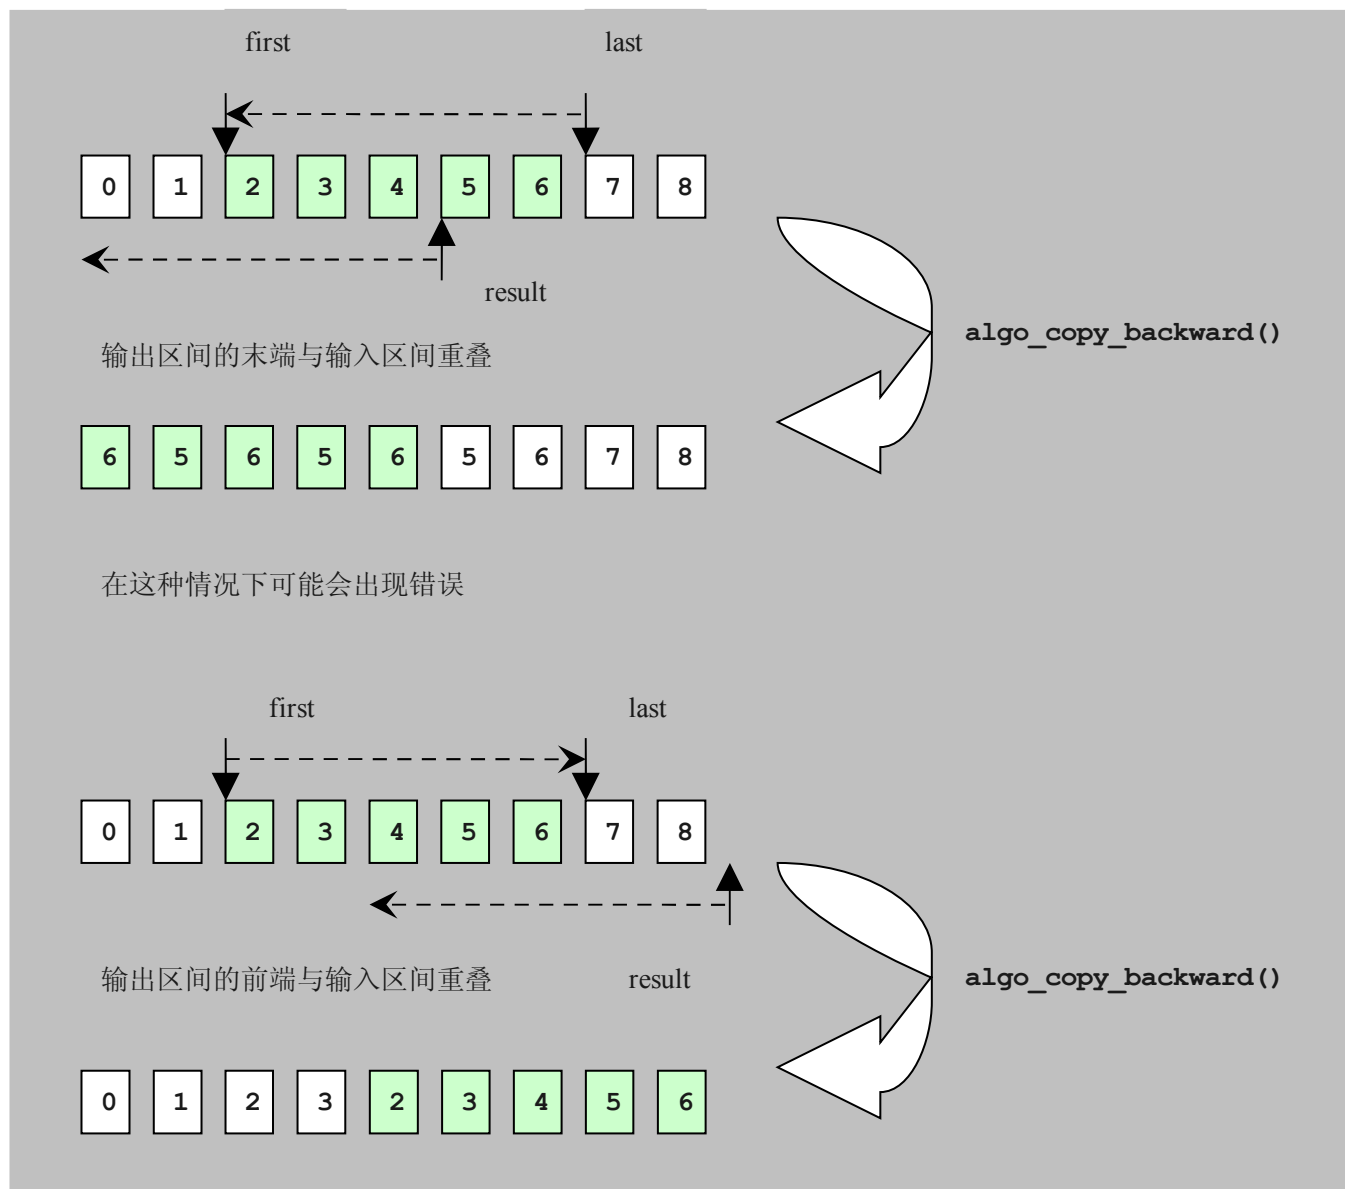 first last
0 1 2 3 4 5 6 7 8
result
algo_copy_backward()
输出区间的末端与输入区间重叠
6 5 6 5 6 5 6 7 8
在这种情况下可能会出现错误
first last
0 1 2 3 4 5 6 7 8
输出区间的前端与输入区间重叠 result algo_copy_backward()
0 1 2 3 2 3 4 5 6